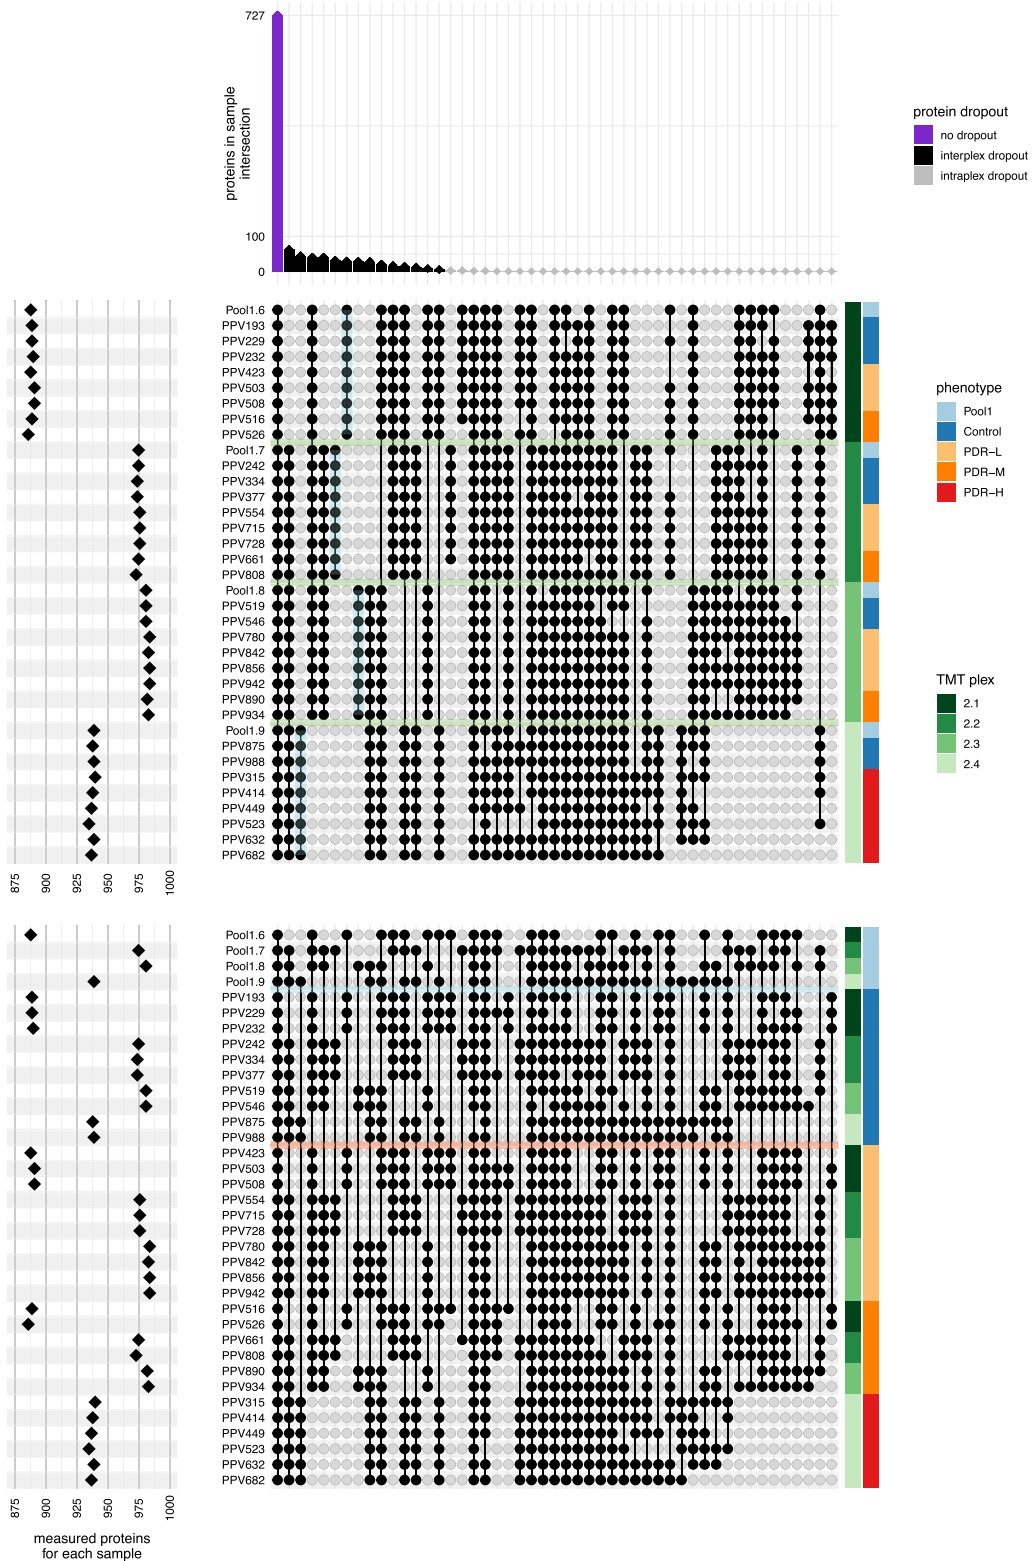 727
100
0
proteins in sample
intersection
protein dropout
no dropout
interplex dropout
intraplex dropout
Pool1.6
PPV193
PPV229
PPV232
PPV423
PPV503
PPV508
PPV516
PPV526
Pool1.7
PPV242
PPV334
PPV377
PPV554
PPV715
PPV728
PPV661
PPV808
Pool1.8
PPV519
PPV546
PPV780
PPV842
PPV856
PPV942
PPV890
PPV934
Pool1.9
PPV875
PPV988
PPV315
PPV414
PPV449
PPV523
PPV632
PPV682
phenotype
Pool1
Control
PDR−L
PDR−M
PDR−H
TMT plex
2.1
2.2
2.3
2.4
875
900
925
950
975
1000
Pool1.6
Pool1.7
Pool1.8
Pool1.9
PPV193
PPV229
PPV232
PPV242
PPV334
PPV377
PPV519
PPV546
PPV875
PPV988
PPV423
PPV503
PPV508
PPV554
PPV715
PPV728
PPV780
PPV842
PPV856
PPV942
PPV516
PPV526
PPV661
PPV808
PPV890
PPV934
PPV315
PPV414
PPV449
PPV523
PPV632
PPV682
875
900
925
950
975
1000
measured proteins
for each sample